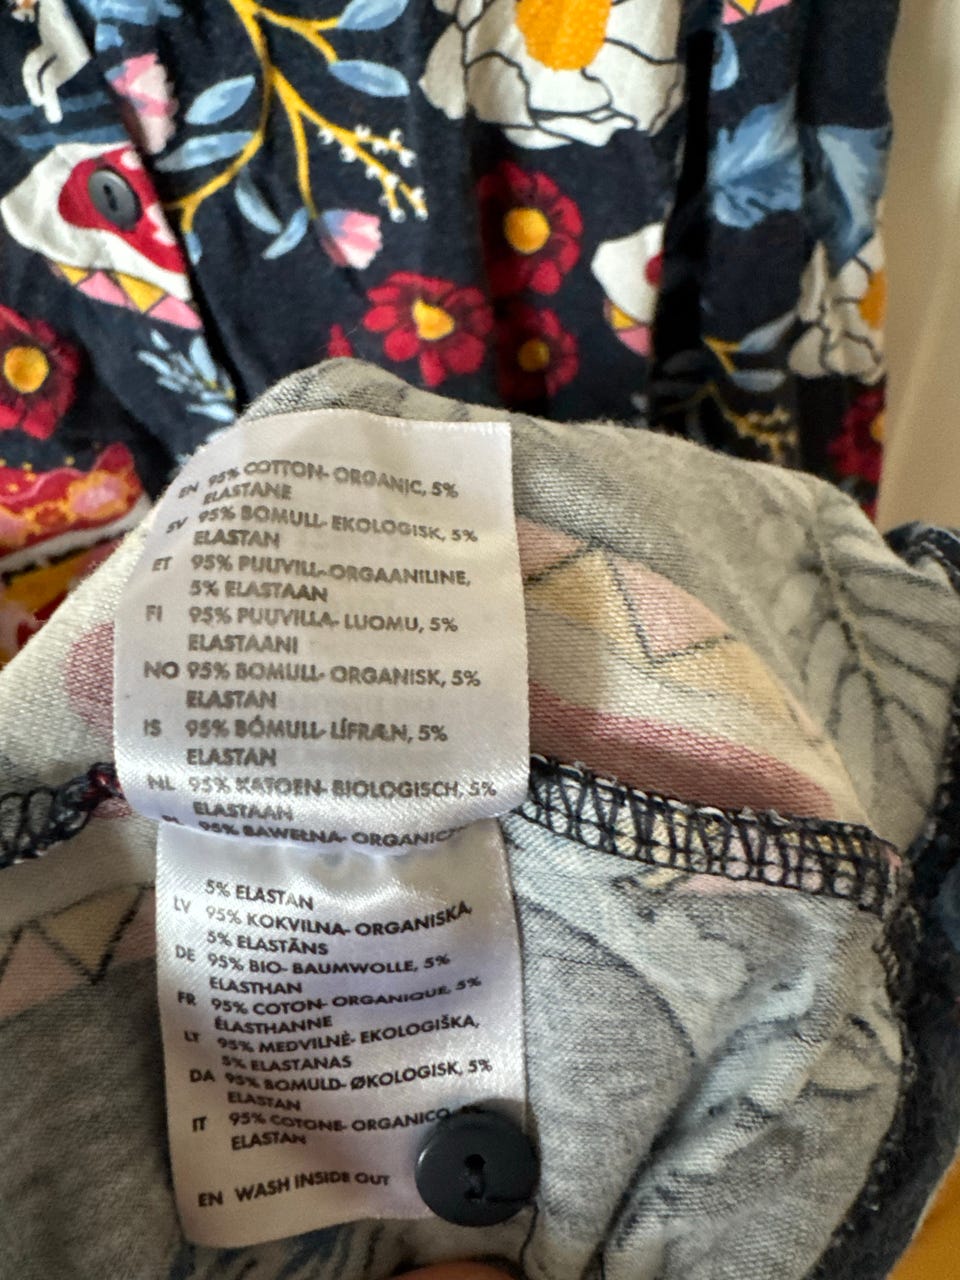 EN 95% COTTON- ORGANIC, 5%
ELASTANE
SV 95% BOMULL- EKOLOGISK, 5%
ELASTAN
ET 95% PUUVILL-ORGAANILINE,
5% ELASTAAN
FI 95% PUUVILLA- LUOMU, 5%
ELASTAANI
NO 95% BOMULL- ORGANISK, 5%
ELASTAN
IS 95% BÓMULL- LÍFRÆN, 5%
ELASTAN
NL 95% KATOEN- BIOLOGISCH, 5%
ELASTAAN
95% BAWEŁNA-
5% ELASTAN
LV 95% KOKVILNA- ORGANISKA,
5% ELASTĀNS
DE 95% BIO- BAUMWOLLE, 5%
ELASTHAN
FR 95% COTON- ORGANIQUE, 5%
ÉLASTHANNE
LT 95% MEDVILNĖ- EKOLOGIŠKA,
5% ELASTANAS
DA 95% BOMULD- ØKOLOGISK, 5%
ELASTAN
IT 95% COTONE- ORGANICO,
ELASTAN
EN WASH INSIDE OUT